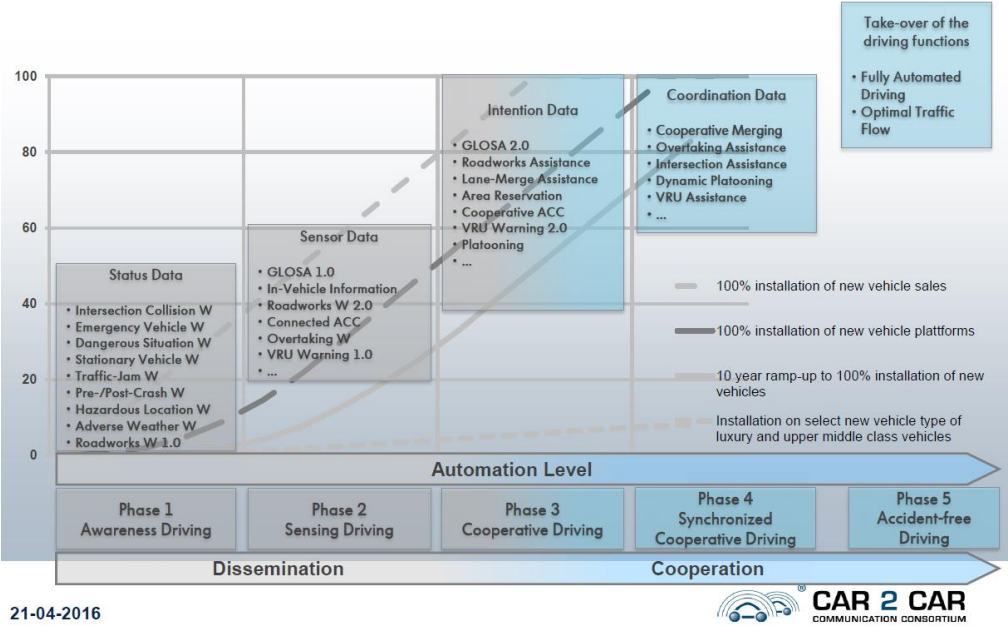 Take-over of the
driving functions
• Fully Automated
Driving
• Optimal Traffic
Flow
100
80
60
40
20
0
Status Data
• Intersection Collision W
• Emergency Vehicle W
• Dangerous Situation W
• Stationary Vehicle W
• Traffic-Jam W
• Pre-/Post-Crash W
• Hazardous Location W
• Adverse Weather W
• Roadworks W 1.0
Sensor Data
• GLOSA 1.0
• In-Vehicle Information
• Roadworks W 2.0
• Connected ACC
• Overtaking W
• VRU Warning 1.0
• ...
Intention Data
• GLOSA 2.0
• Roadworks Assistance
• Lane-Merge Assistance
• Area Reservation
• Cooperative ACC
• VRU Warning 2.0
• Platooning
• ...
Coordination Data
• Cooperative Merging
• Overtaking Assistance
• Intersection Assistance
• Dynamic Platooning
• VRU Assistance
• ...
100% installation of new vehicle sales
100% installation of new vehicle plattforms
10 year ramp-up to 100% installation of new
vehicles
Installation on select new vehicle type of
luxury and upper middle class vehicles
Automation Level
Phase 1
Awareness Driving
Phase 2
Sensing Driving
Phase 3
Cooperative Driving
Phase 4
Synchronized
Cooperative Driving
Phase 5
Accident-free
Driving
Dissemination
Cooperation
21-04-2016
® CAR 2 CAR
COMMUNICATION CONSORTIUM